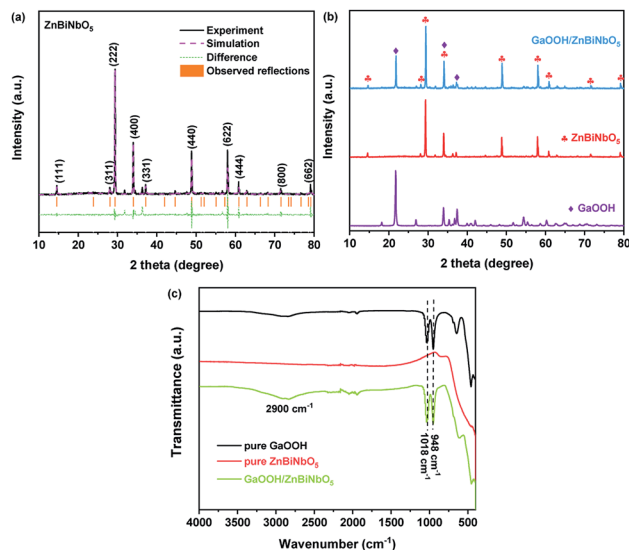 (a)
ZnBiNbO₅
Experiment
Simulation
Difference
Observed reflections
(111)
(311)
(222)
(400)
(331)
(440)
(622)
(444)
(800)
(662)
Intensity (a.u.)
10 20 30 40 50 60 70 80
2 theta (degree)
(b)
GaOOH/ZnBiNbO₅
♣ ZnBiNbO₅
♦ GaOOH
Intensity (a.u.)
10 20 30 40 50 60 70 80
2 theta (degree)
(c)
2900 cm⁻¹
1018 cm⁻¹
948 cm⁻¹
pure GaOOH
pure ZnBiNbO₅
GaOOH/ZnBiNbO₅
Transmittance (a.u.)
4000 3500 3000 2500 2000 1500 1000 500
Wavenumber (cm⁻¹)